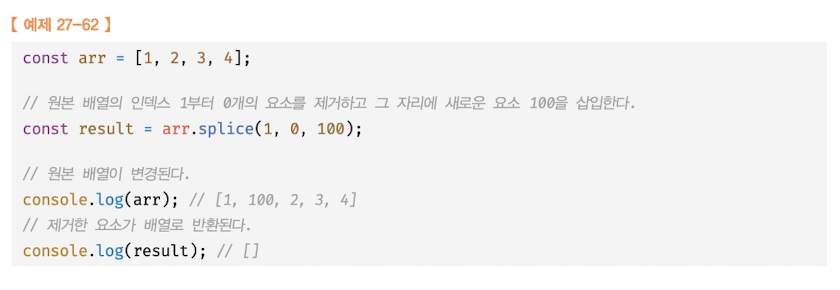 【 예제 27-62 】
const arr = [1, 2, 3, 4];
// 원본 배열의 인덱스 1부터 0개의 요소를 제거하고 그 자리에 새로운 요소 100을 삽입한다.
const result = arr.splice(1, 0, 100);
// 원본 배열이 변경된다.
console.log(arr); // [1, 100, 2, 3, 4]
// 제거한 요소가 배열로 반환된다.
console.log(result); // []